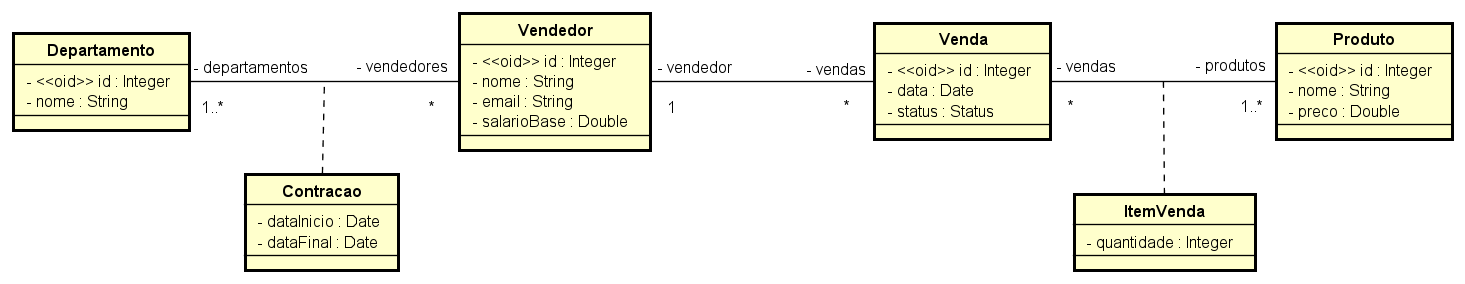 Departamento
- <<oid>> id : Integer
- nome : String
- departamentos
1..*
- vendedores
*
Vendedor
- <<oid>> id : Integer
- nome : String
- email : String
- salarioBase : Double
- vendedor
1
- vendas
*
Venda
- <<oid>> id : Integer
- data : Date
- status : Status
- vendas
*
- produtos
1..*
Produto
- <<oid>> id : Integer
- nome : String
- preco : Double
Contracao
- dataInicio : Date
- dataFinal : Date
ItemVenda
- quantidade : Integer